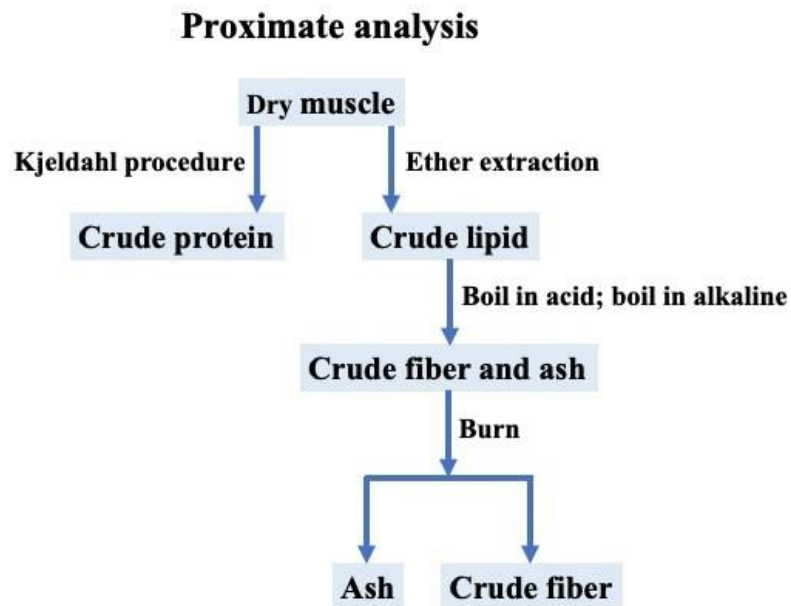 Proximate analysis
Dry muscle
Kjeldahl procedure
Ether extraction
Crude protein
Crude lipid
Boil in acid; boil in alkaline
Crude fiber and ash
Burn
Ash
Crude fiber